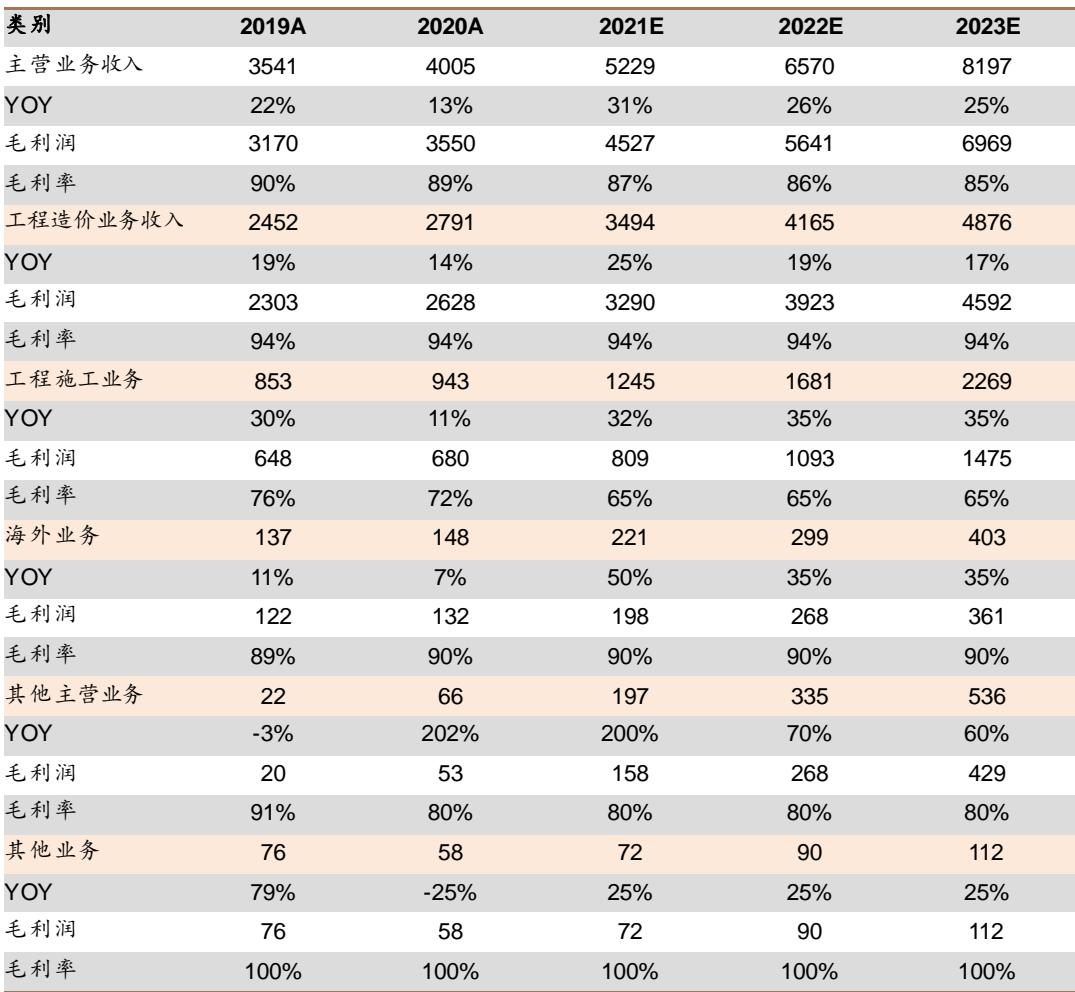 类别 2019A 2020A 2021E 2022E 2023E
主营业务收入 3541 4005 5229 6570 8197
YOY 22% 13% 31% 26% 25%
毛利润 3170 3550 4527 5641 6969
毛利率 90% 89% 87% 86% 85%
工程造价业务收入 2452 2791 3494 4165 4876
YOY 19% 14% 25% 19% 17%
毛利润 2303 2628 3290 3923 4592
毛利率 94% 94% 94% 94% 94%
工程施工业务 853 943 1245 1681 2269
YOY 30% 11% 32% 35% 35%
毛利润 648 680 809 1093 1475
毛利率 76% 72% 65% 65% 65%
海外业务 137 148 221 299 403
YOY 11% 7% 50% 35% 35%
毛利润 122 132 198 268 361
毛利率 89% 90% 90% 90% 90%
其他主营业务 22 66 197 335 536
YOY -3% 202% 200% 70% 60%
毛利润 20 53 158 268 429
毛利率 91% 80% 80% 80% 80%
其他业务 76 58 72 90 112
YOY 79% -25% 25% 25% 25%
毛利润 76 58 72 90 112
毛利率 100% 100% 100% 100% 100%